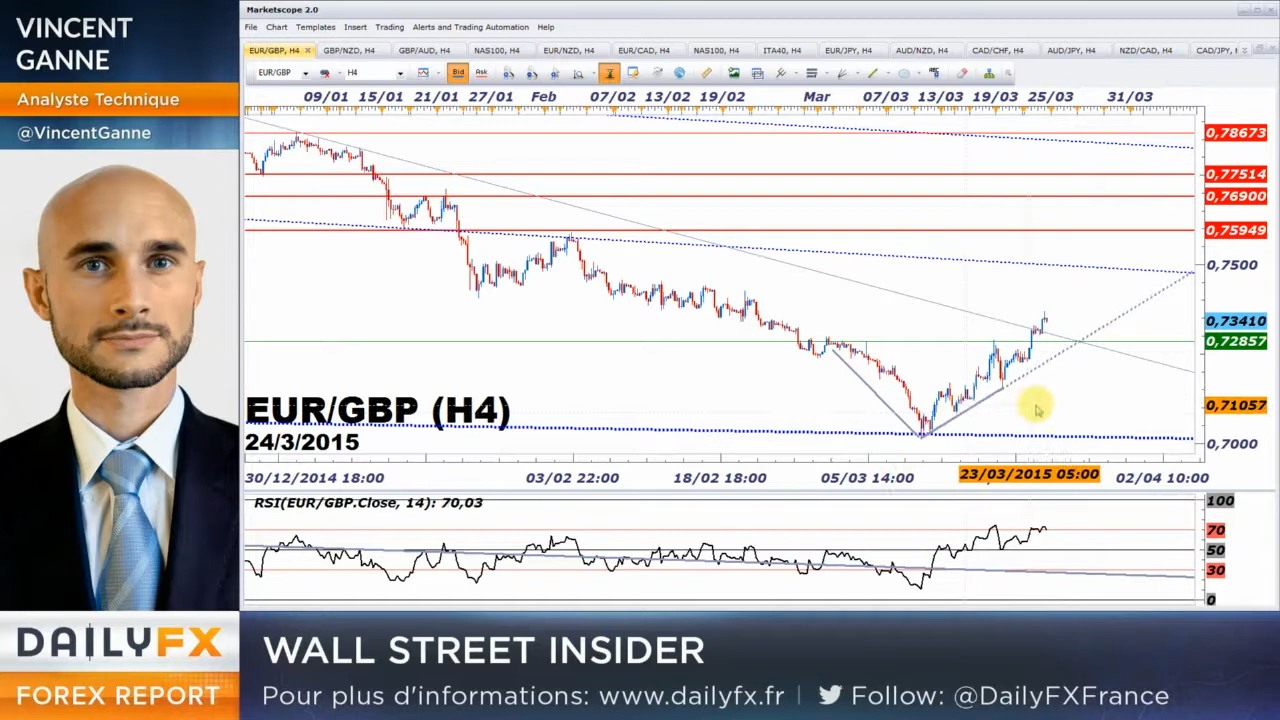 VINCENT
GANNE
Analyste Technique
@VincentGanne
Marketscope 2.0
File Chart Templates Insert Trading Alerts and Trading Automation Help
EUR/GBP, H4 GBP/NZD, H4 GBP/AUD, H4 NAS100, H4 EUR/NZD, H4 EUR/CAD, H4 NAS100, H4 ITA40, H4 EUR/JPY, H4 AUD/NZD, H4 CAD/CHF, H4 AUD/JPY, H4 NZD/CAD, H4 CAD/JPY,
EUR/GBP H4 Bid Ask ABC
09/01 15/01 21/01 27/01 Feb 07/02 13/02 19/02 Mar 07/03 13/03 19/03 25/03 31/03
0,78673
0,77514
0,76900
0,75949
0,7500
0,73410
0,72857
0,71057
0,7000
EUR/GBP (H4)
24/3/2015
30/12/2014 18:00 03/02 22:00 18/02 18:00 05/03 14:00 23/03/2015 05:00 02/04 10:00
RSI(EUR/GBP.Close, 14): 70,03
100
70
50
30
0
DAILYFX
FOREX REPORT
WALL STREET INSIDER
Pour plus d'informations: www.dailyfx.fr | Follow: @DailyFXFrance